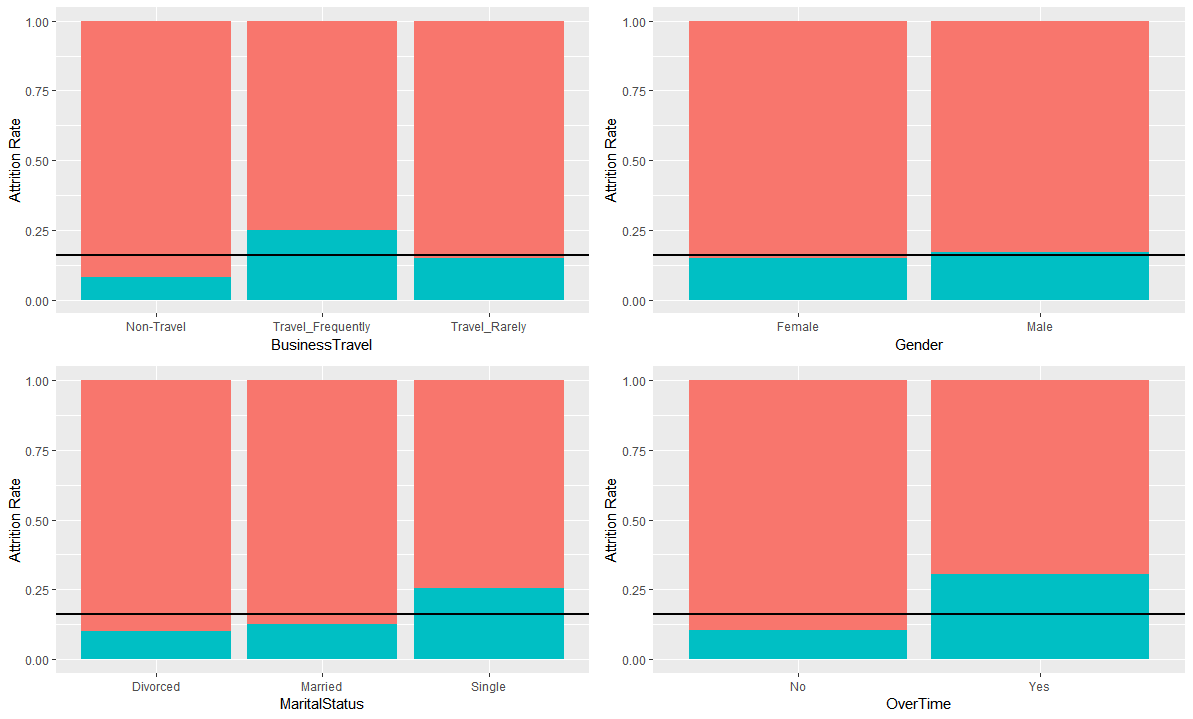 Attrition Rate
1.00
0.75
0.50
0.25
0.00
Non-Travel Travel_Frequently Travel_Rarely
BusinessTravel
Attrition Rate
1.00
0.75
0.50
0.25
0.00
Female Male
Gender
Attrition Rate
1.00
0.75
0.50
0.25
0.00
Divorced Married Single
MaritalStatus
Attrition Rate
1.00
0.75
0.50
0.25
0.00
No Yes
OverTime